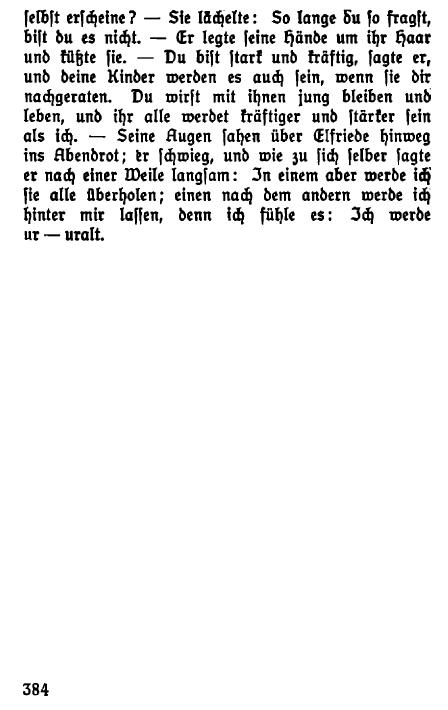 selbst erscheine? — Sie lächelte: So lange du so fragst,
bist du es nicht. — Er legte seine Hände um ihr Haar
und küßte sie. — Du bist stark und kräftig, sagte er,
und deine Kinder werden es auch sein, wenn sie dir
nachgeraten. Du wirst mit ihnen jung bleiben und
leben, und ihr alle werdet kräftiger und stärker sein
als ich. — Seine Augen sahen über Elfriede hinweg
ins Abendrot; er schwieg, und wie zu sich selber sagte
er nach einer Weile langsam: In einem aber werde ich
sie alle überholen; einen nach dem andern werde ich
hinter mir lassen, denn ich fühle es: Ich werde
ur — uralt.
384